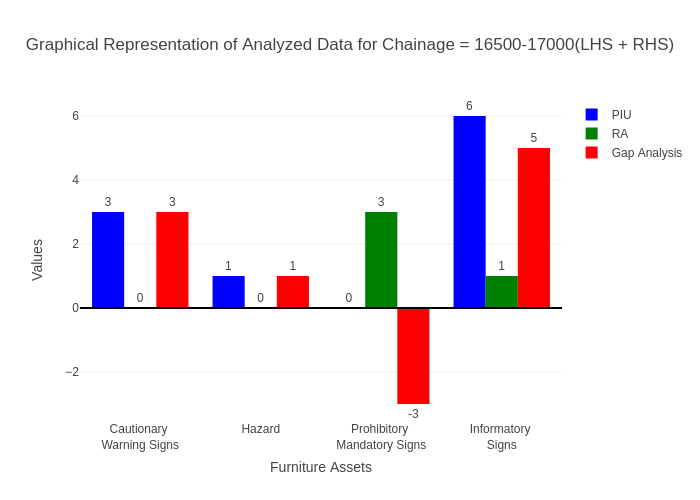 Graphical Representation of Analyzed Data for Chainage = 16500-17000(LHS + RHS)
6
4
2
0
−2
Values
3
0
3
1
0
1
0
3
-3
6
1
5
Cautionary
Warning Signs
Hazard
Prohibitory
Mandatory Signs
Informatory
Signs
Furniture Assets
PIU
RA
Gap Analysis